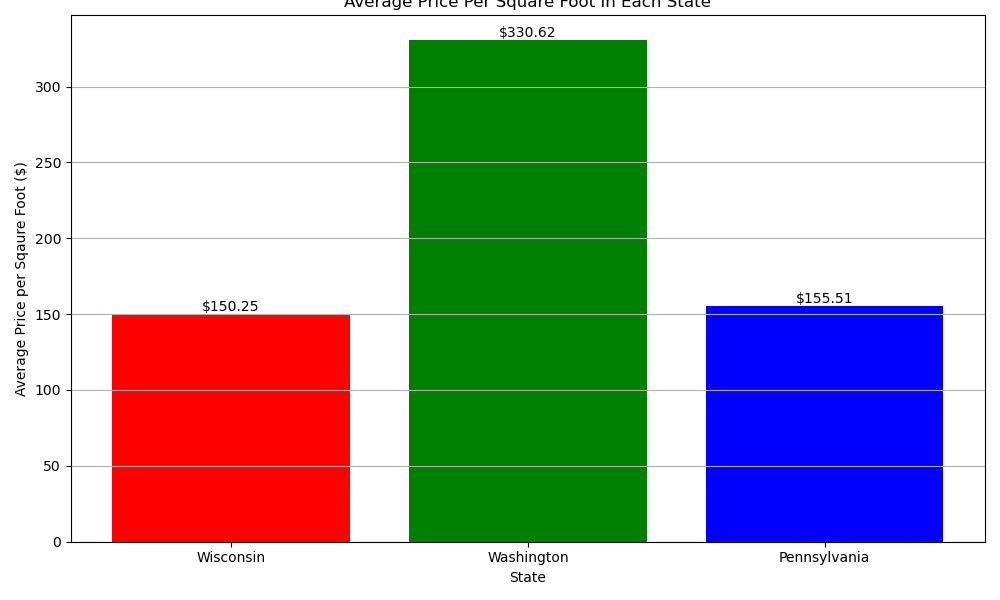 Average Price Per Square Foot in Each State
$330.62
300
250
Average Price per Sqaure Foot ($)
200
$155.51
$150.25
150
100
50
0
Wisconsin Washington Pennsylvania
State